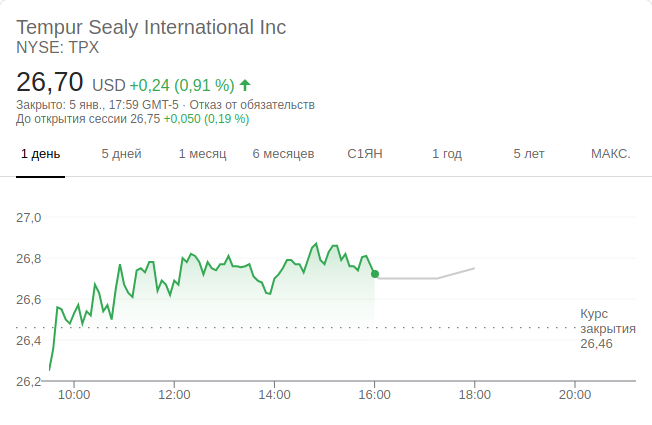 Tempur Sealy International Inc
NYSE: TPX
26,70 USD +0,24 (0,91 %)
Закрыто: 5 янв., 17:59 GMT-5 · Отказ от обязательств
До открытия сессии 26,75 +0,050 (0,19 %)
1 день 5 дней 1 месяц 6 месяцев С1ЯН 1 год 5 лет МАКС.
27,0
26,8
26,6
26,4
26,2
Курс
закрытия
26,46
10:00 12:00 14:00 16:00 18:00 20:00